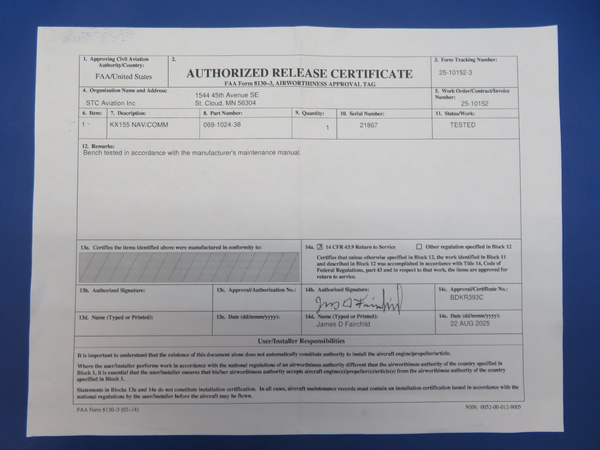 1. Approving Civil Aviation
Authority/Country:
FAA/United States
2.
AUTHORIZED RELEASE CERTIFICATE
FAA Form 8130-3, AIRWORTHINESS APPROVAL TAG
3. Form Tracking Number:
25-10152-3
4. Organization Name and Address:
STC Aviation Inc
1544 45th Avenue SE
St. Cloud, MN 56304
5. Work Order/Contract/Invoice
Number:
25-10152
6. Item:
7. Description:
8. Part Number:
9. Quantity:
10. Serial Number:
11. Status/Work:
1
KX155 NAV/COMM
069-1024-38
1
21867
TESTED
12. Remarks:
Bench tested in accordance with the manufacturer's maintenance manual.
13a. Certifies the items identified above were manufactured in conformity to:
14a. ☑ 14 CFR 43.9 Return to Service ☐ Other regulation specified in Block 12
Certifies that unless otherwise specified in Block 12, the work identified in Block 11
and described in Block 12 was accomplished in accordance with Title 14, Code of
Federal Regulations, part 43 and in respect to that work, the items are approved for
return to service.
13b. Authorized Signature:
13c. Approval/Authorization No.:
14b. Authorized Signature:
James D Fairchild
14c. Approval/Certificate No.:
BDKR393C
13d. Name (Typed or Printed):
13e. Date (dd/mmm/yyyy):
14d. Name (Typed or Printed):
James D Fairchild
14e. Date (dd/mmm/yyyy):
22 AUG 2025
User/Installer Responsibilities
It is important to understand that the existence of this document alone does not automatically constitute authority to install the aircraft engine/propeller/article.
Where the user/installer performs work in accordance with the national regulations of an airworthiness authority different than the airworthiness authority of the country specified in
Block 1, it is essential that the user/installer ensures that his/her airworthiness authority accepts aircraft engine(s)/propeller(s)/article(s) from the airworthiness authority of the country
specified in Block 1.
Statements in Blocks 13a and 14a do not constitute installation certification. In all cases, aircraft maintenance records must contain an installation certification issued in accordance with the
national regulations by the user/installer before the aircraft may be flown.
FAA Form 8130-3 (02-14)
NSN: 0052-00-012-9005